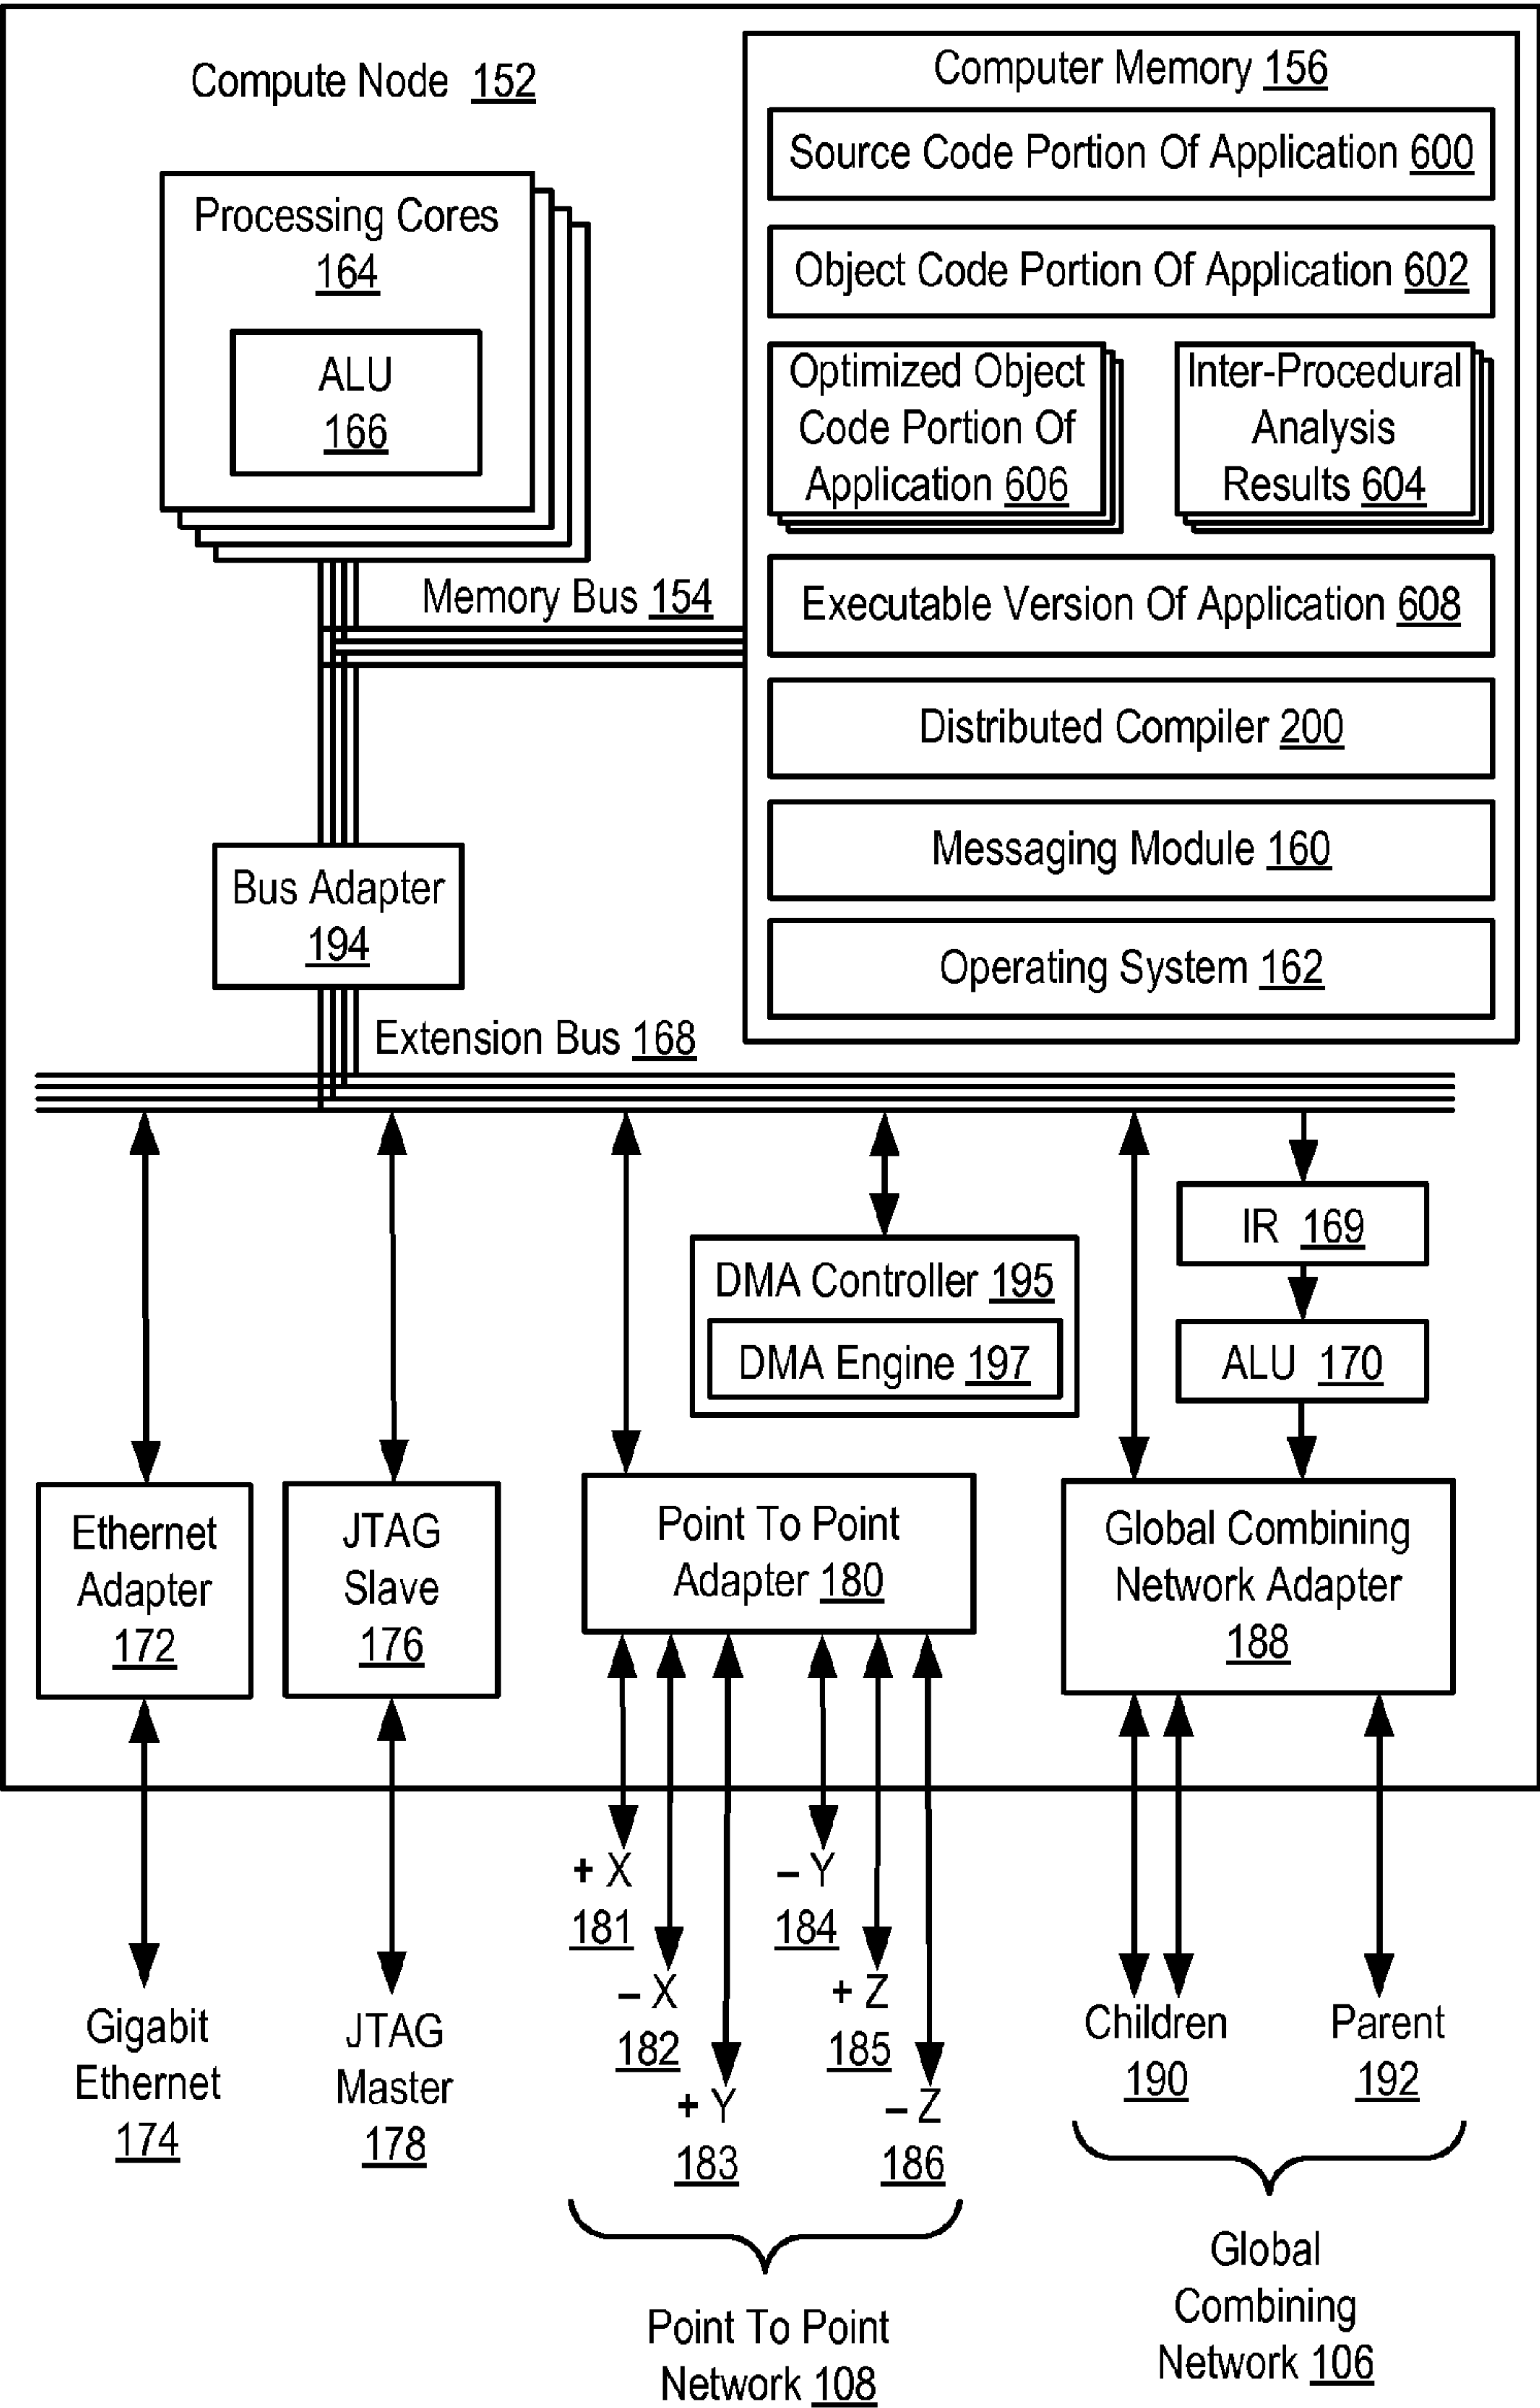 Compute Node 152
Processing Cores
164
ALU
166
Computer Memory 156
Source Code Portion Of Application 600
Object Code Portion Of Application 602
Optimized Object
Code Portion Of
Application 606
Inter-Procedural
Analysis
Results 604
Executable Version Of Application 608
Distributed Compiler 200
Messaging Module 160
Operating System 162
Memory Bus 154
Bus Adapter
194
Extension Bus 168
IR 169
ALU 170
DMA Controller 195
DMA Engine 197
Ethernet
Adapter
172
JTAG
Slave
176
Point To Point
Adapter 180
Global Combining
Network Adapter
188
Gigabit
Ethernet
174
JTAG
Master
178
+ X
181
– X
182
+ Y
183
– Y
184
+ Z
185
– Z
186
Point To Point
Network 108
Children
190
Parent
192
Global
Combining
Network 106